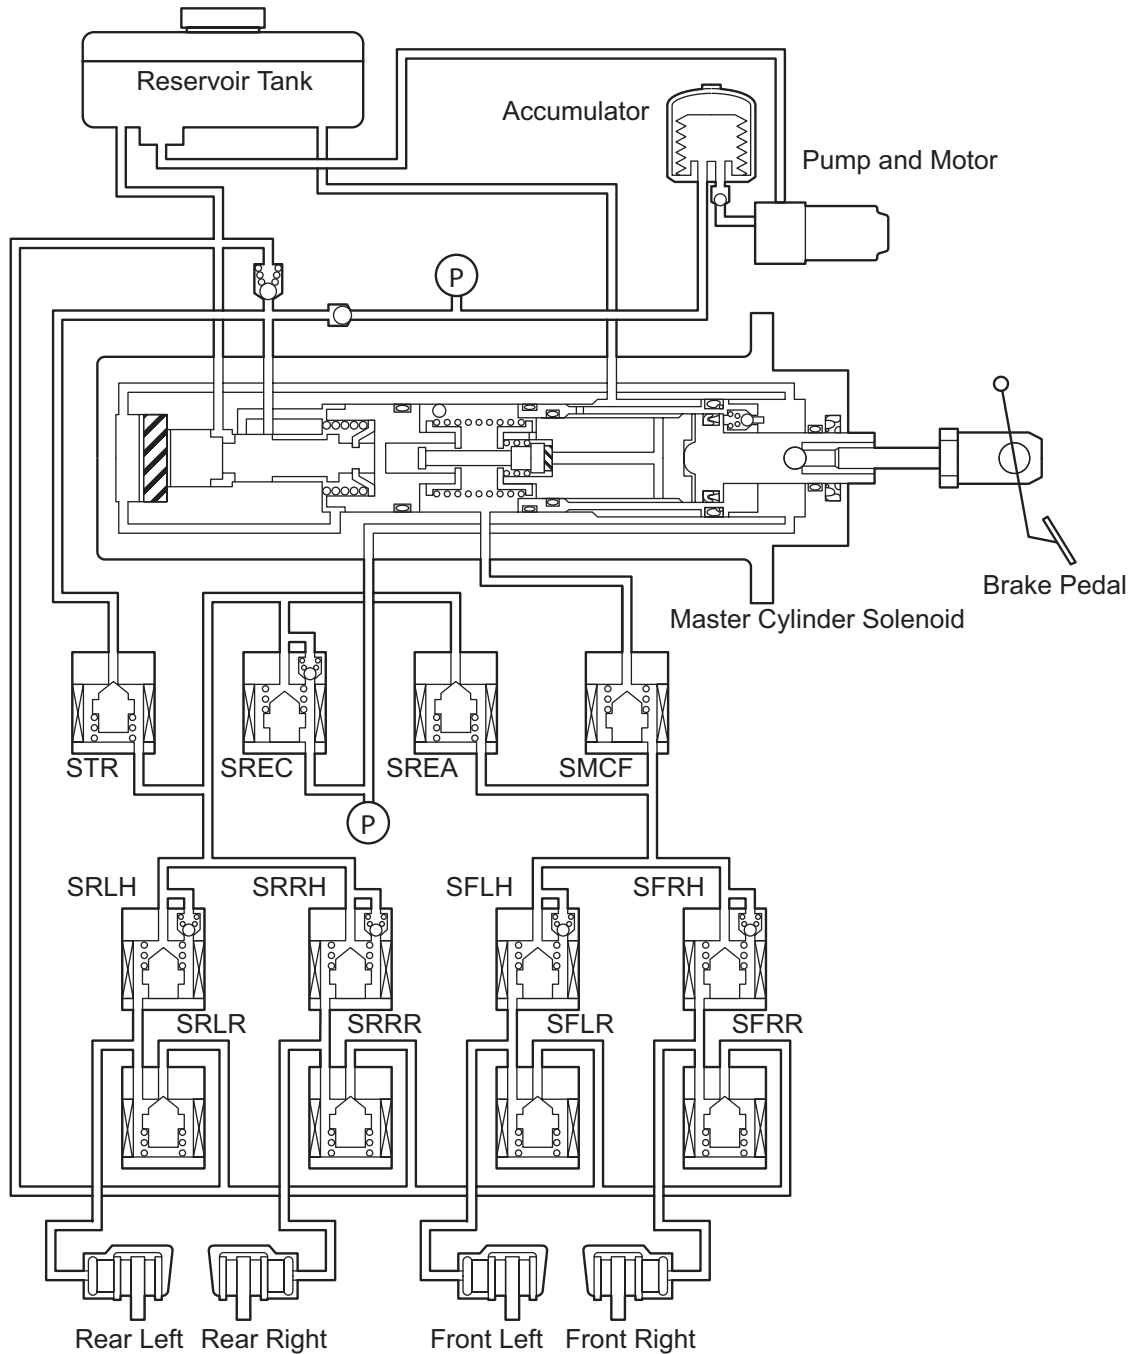 Reservoir Tank
Accumulator
Pump and Motor
P
Brake Pedal
Master Cylinder Solenoid
STR
SREC
SREA
SMCF
P
SRLH
SRRH
SFLH
SFRH
SRLR
SRRR
SFLR
SFRR
Rear Left
Rear Right
Front Left
Front Right